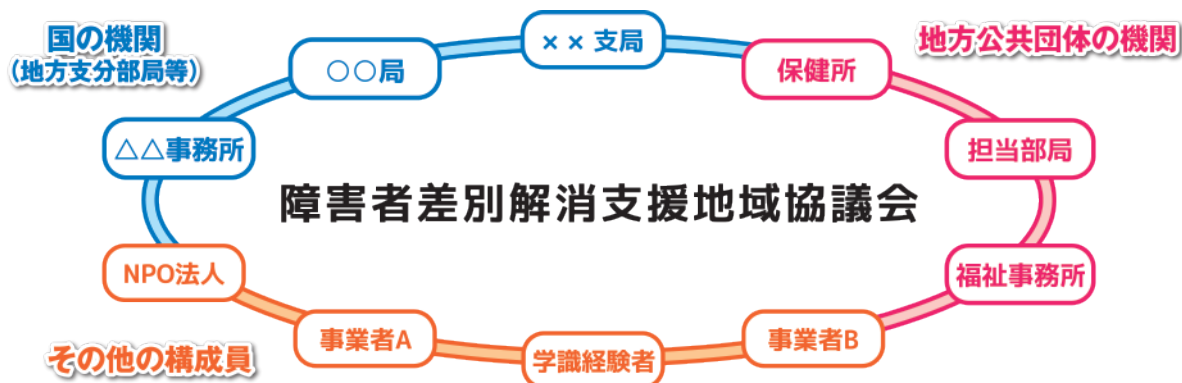 国の機関
(地方支分部局等)
○○局
××支局
保健所
地方公共団体の機関
△△事務所
担当部局
障害者差別解消支援地域協議会
NPO法人
福祉事務所
事業者A
学識経験者
事業者B
その他の構成員